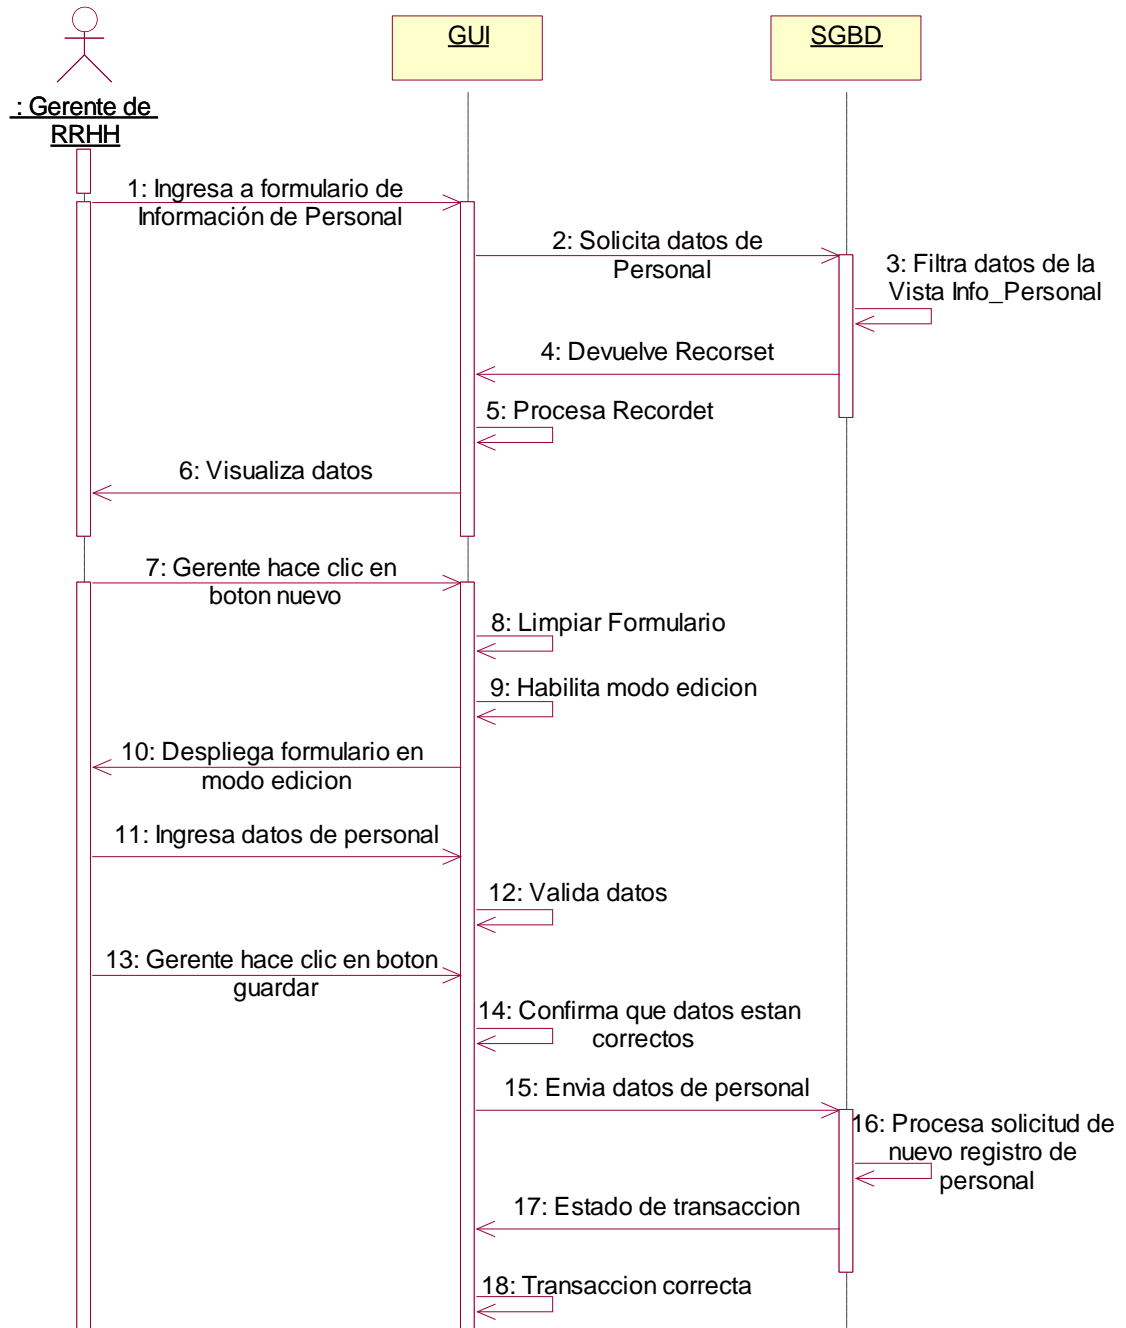 GUI
SGBD
: Gerente de
RRHH
1: Ingresa a formulario de
Información de Personal
2: Solicita datos de
Personal
3: Filtra datos de la
Vista Info_Personal
4: Devuelve Recorset
5: Procesa Recordet
6: Visualiza datos
7: Gerente hace clic en
boton nuevo
8: Limpiar Formulario
9: Habilita modo edicion
10: Despliega formulario en
modo edicion
11: Ingresa datos de personal
12: Valida datos
13: Gerente hace clic en boton
guardar
14: Confirma que datos estan
correctos
15: Envia datos de personal
16: Procesa solicitud de
nuevo registro de
personal
17: Estado de transaccion
18: Transaccion correcta